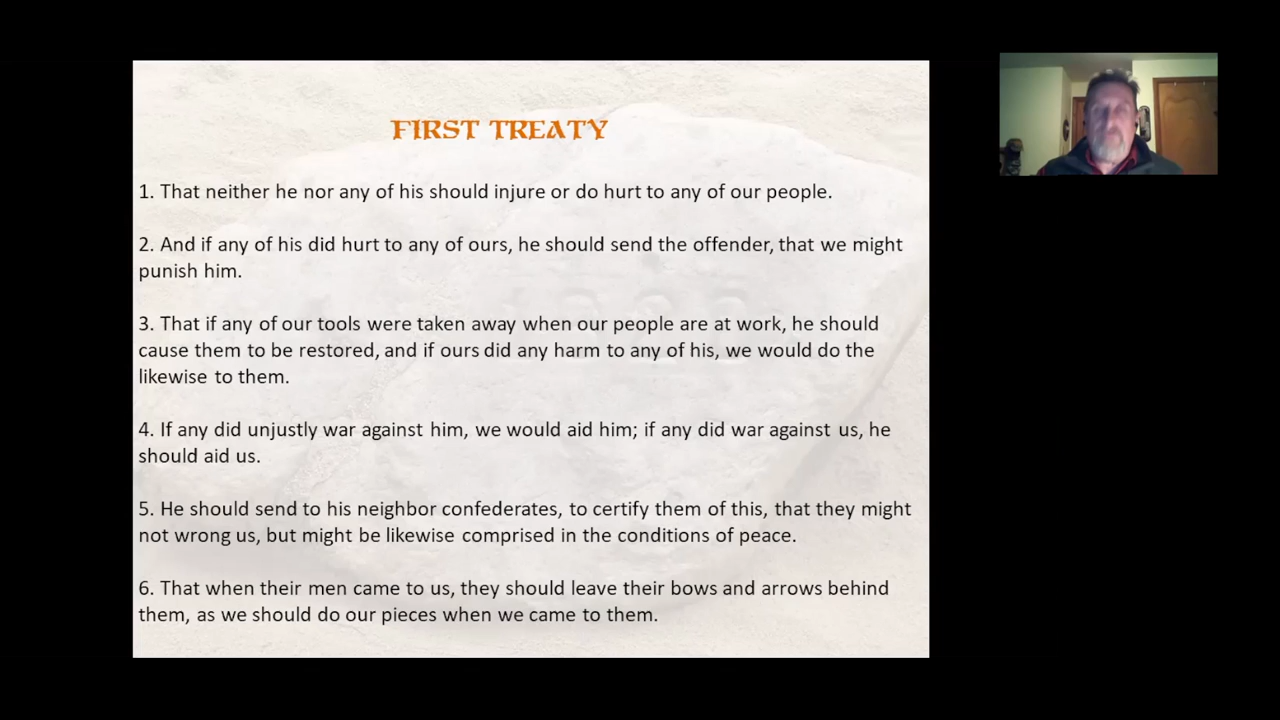 FIRST TREATY
1. That neither he nor any of his should injure or do hurt to any of our people.
2. And if any of his did hurt to any of ours, he should send the offender, that we might
punish him.
3. That if any of our tools were taken away when our people are at work, he should
cause them to be restored, and if ours did any harm to any of his, we would do the
likewise to them.
4. If any did unjustly war against him, we would aid him; if any did war against us, he
should aid us.
5. He should send to his neighbor confederates, to certify them of this, that they might
not wrong us, but might be likewise comprised in the conditions of peace.
6. That when their men came to us, they should leave their bows and arrows behind
them, as we should do our pieces when we came to them.